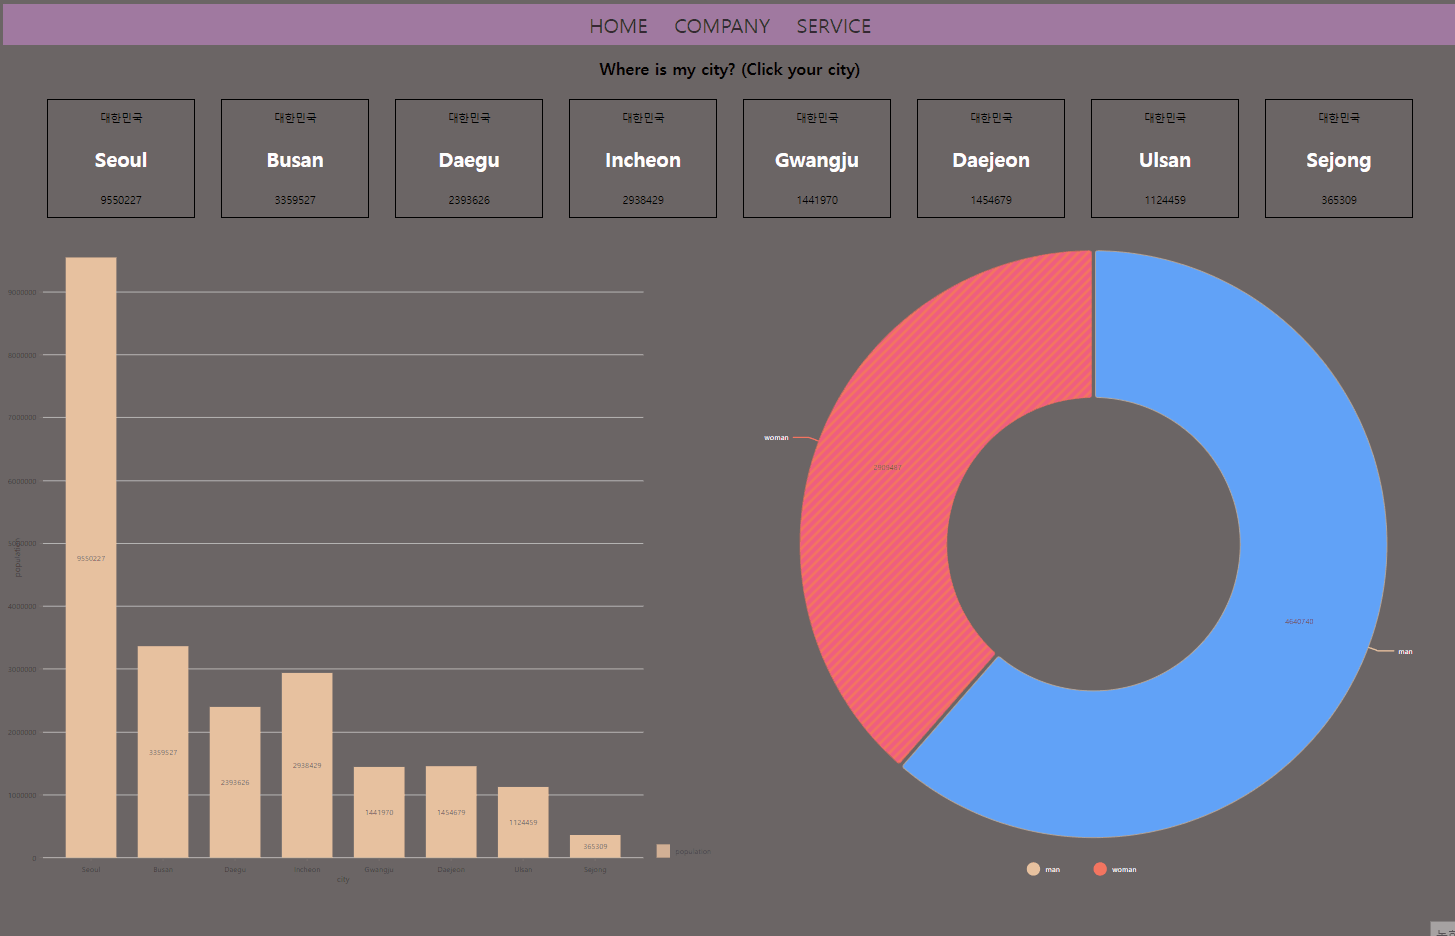 HOME COMPANY SERVICE
Where is my city? (Click your city)
대한민국 대한민국 대한민국 대한민국 대한민국 대한민국 대한민국 대한민국
Seoul Busan Daegu Incheon Gwangju Daejeon Ulsan Sejong
9550227 3359527 2393626 2938429 1441970 1454679 1124459 365309
9000000
8000000
7000000
6000000
5000000
4000000
3000000
2000000
1000000
0
population
9550227
3359527
2393626
2938429
1441970
1454679
1124459
365309
Seoul Busan Daegu Incheon Gwangju Daejeon Ulsan Sejong
city
population
woman
4640740
man
man woman